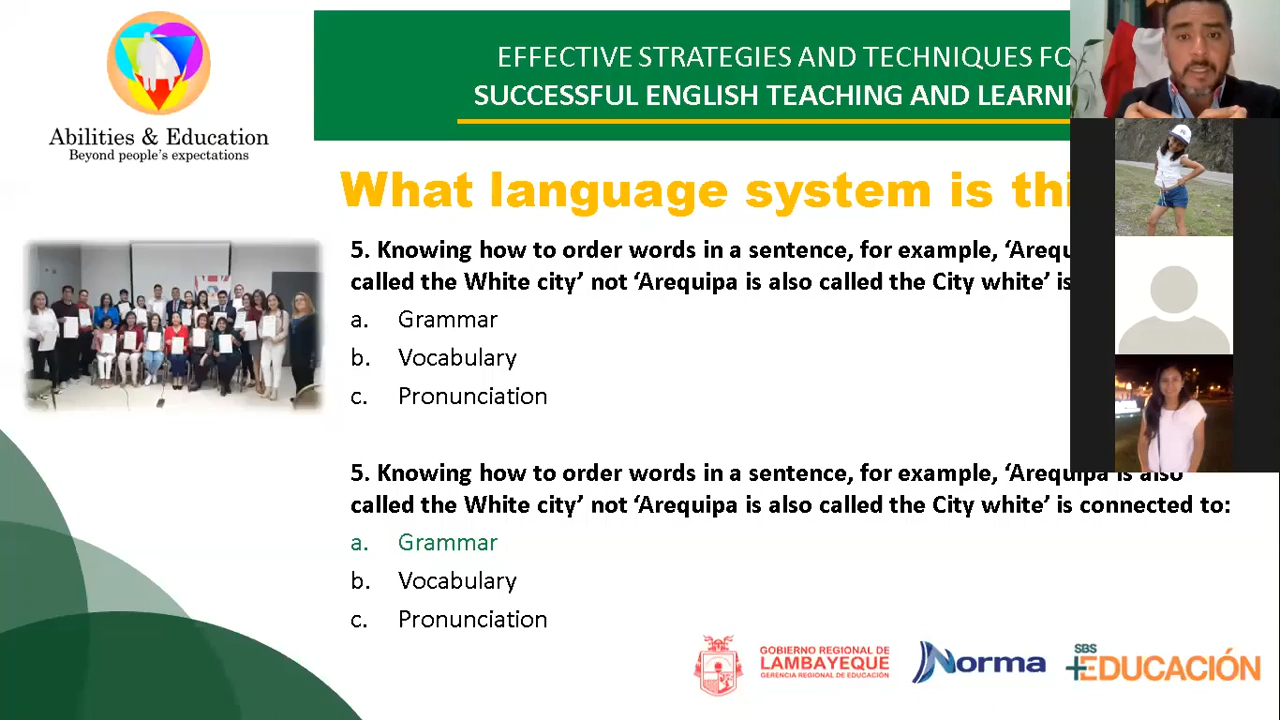 Abilities & Education
Beyond people's expectations
EFFECTIVE STRATEGIES AND TECHNIQUES FO
SUCCESSFUL ENGLISH TEACHING AND LEARNI
What language system is thi
5. Knowing how to order words in a sentence, for example, ‘Arequ
called the White city’ not ‘Arequipa is also called the City white’ is
a. Grammar
b. Vocabulary
c. Pronunciation
5. Knowing how to order words in a sentence, for example, ‘Arequipa is also
called the White city’ not ‘Arequipa is also called the City white’ is connected to:
a. Grammar
b. Vocabulary
c. Pronunciation
GOBIERNO REGIONAL DE
LAMBAYEQUE
GERENCIA REGIONAL DE EDUCACIÓN
Norma
SBS
+EDUCACIÓN